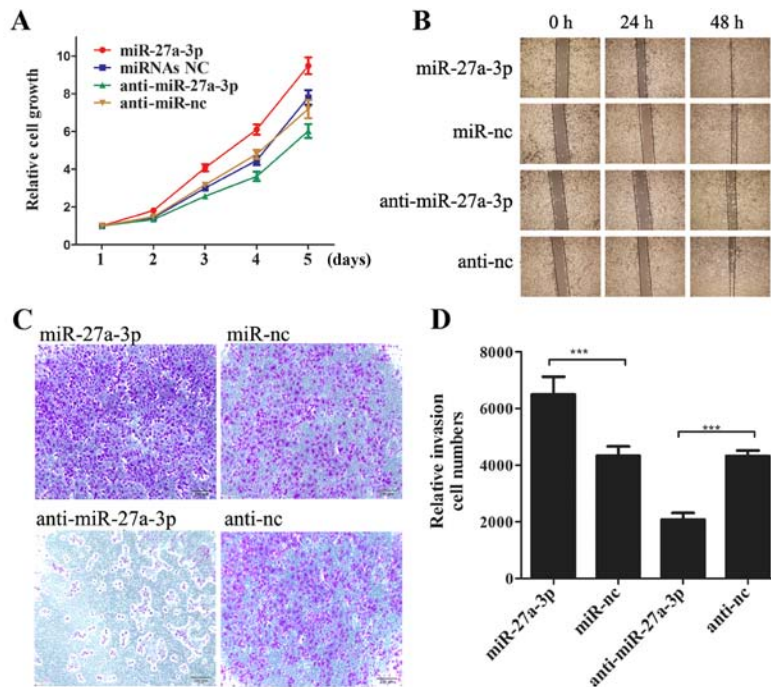 A
Relative cell growth
10
8
6
4
2
0
1 2 3 4 5 (days)
miR-27a-3p
miRNAs NC
anti-miR-27a-3p
anti-miR-nc
B
0 h 24 h 48 h
miR-27a-3p
miR-nc
anti-miR-27a-3p
anti-nc
C
miR-27a-3p miR-nc
anti-miR-27a-3p anti-nc
D
Relative invasion
cell numbers
8000
6000
4000
2000
0
***
***
miR-27a-3p
miR-nc
anti-miR-27a-3p
anti-nc